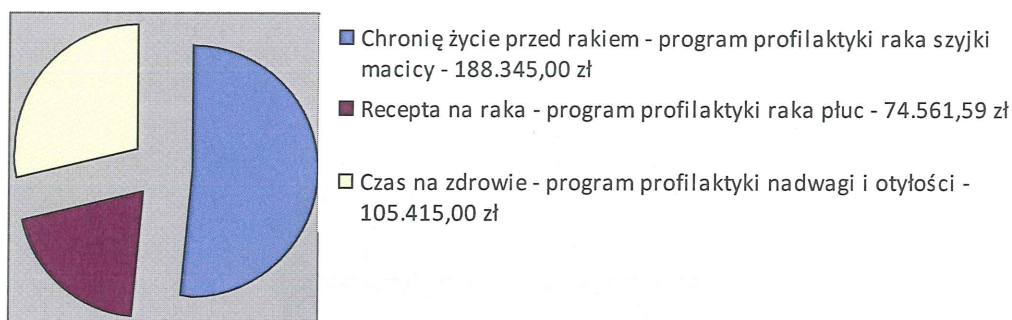 Chronię życie przed rakiem - program profilaktyki raka szyjki
macicy - 188.345,00 zł
Recepta na raka - program profilaktyki raka płuc - 74.561,59 zł
Czas na zdrowie - program profilaktyki nadwagi i otyłości -
105.415,00 zł